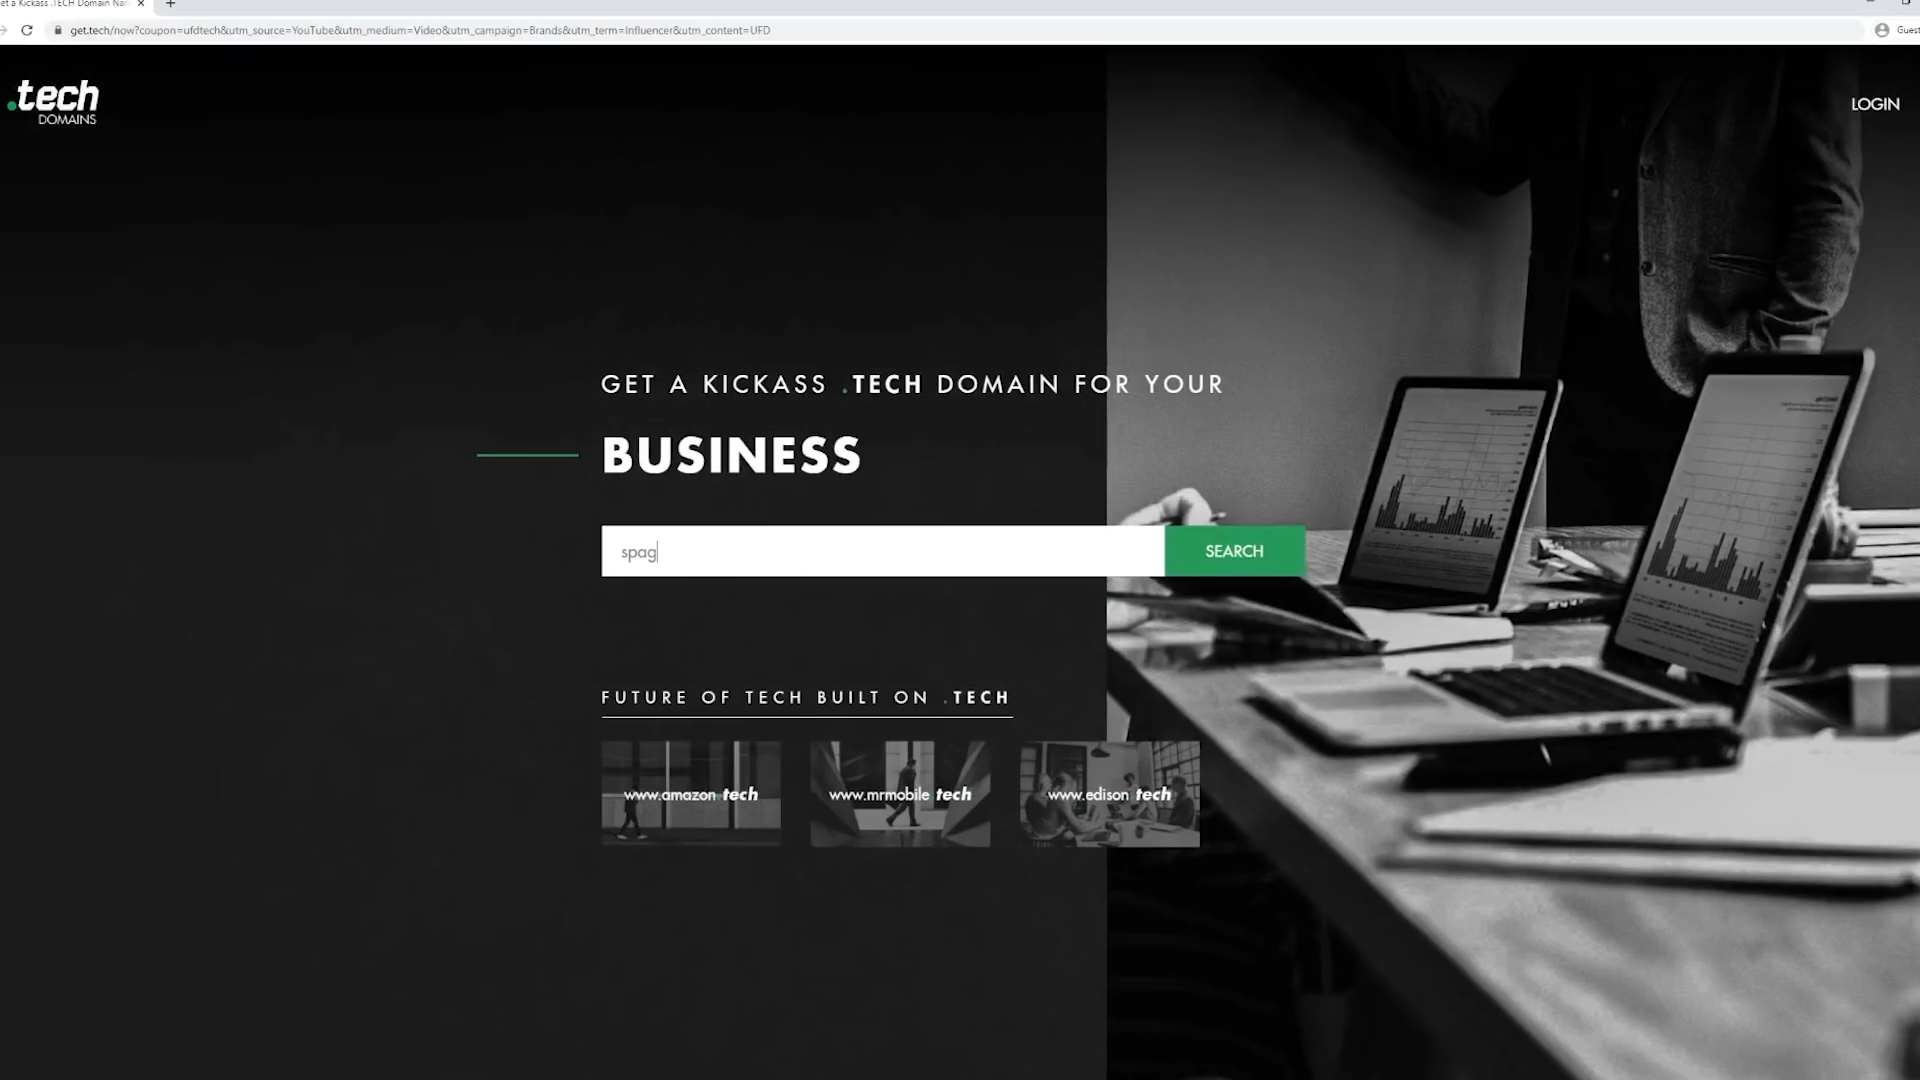 get.tech/now?coupon=ufdtech&utm_source=YouTube&utm_medium=Video&utm_campaign=Brands&utm_term=Influencer&utm_content=UFD
.tech
DOMAINS
LOGIN
GET A KICKASS .TECH DOMAIN FOR YOUR
BUSINESS
spag
SEARCH
FUTURE OF TECH BUILT ON .TECH
www.amazon.tech
www.mrmobile.tech
www.edison.tech